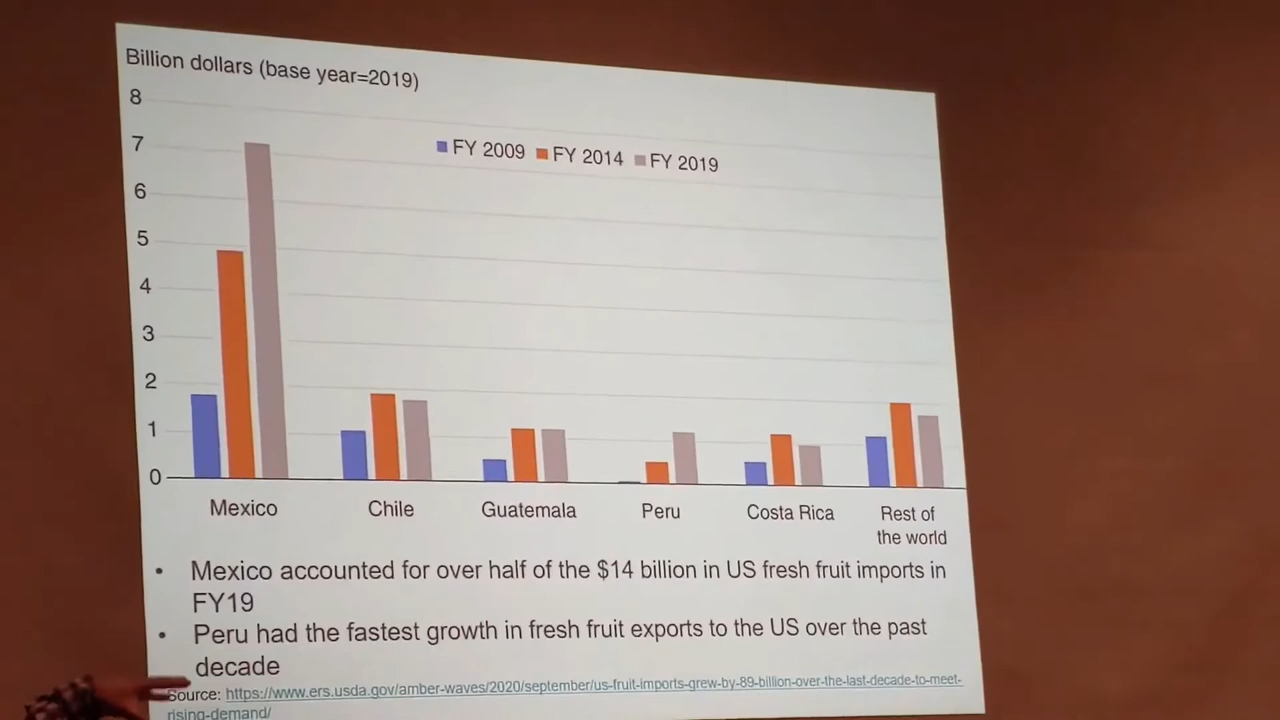 Billion dollars (base year=2019)
8
7
6
5
4
3
2
1
0
FY 2009 FY 2014 FY 2019
Mexico Chile Guatemala Peru Costa Rica Rest of
the world
• Mexico accounted for over half of the $14 billion in US fresh fruit imports in
FY19
• Peru had the fastest growth in fresh fruit exports to the US over the past
decade
Source: https://www.ers.usda.gov/amber-waves/2020/september/us-fruit-imports-grew-by-89-billion-over-the-last-decade-to-meet-
rising-demand/